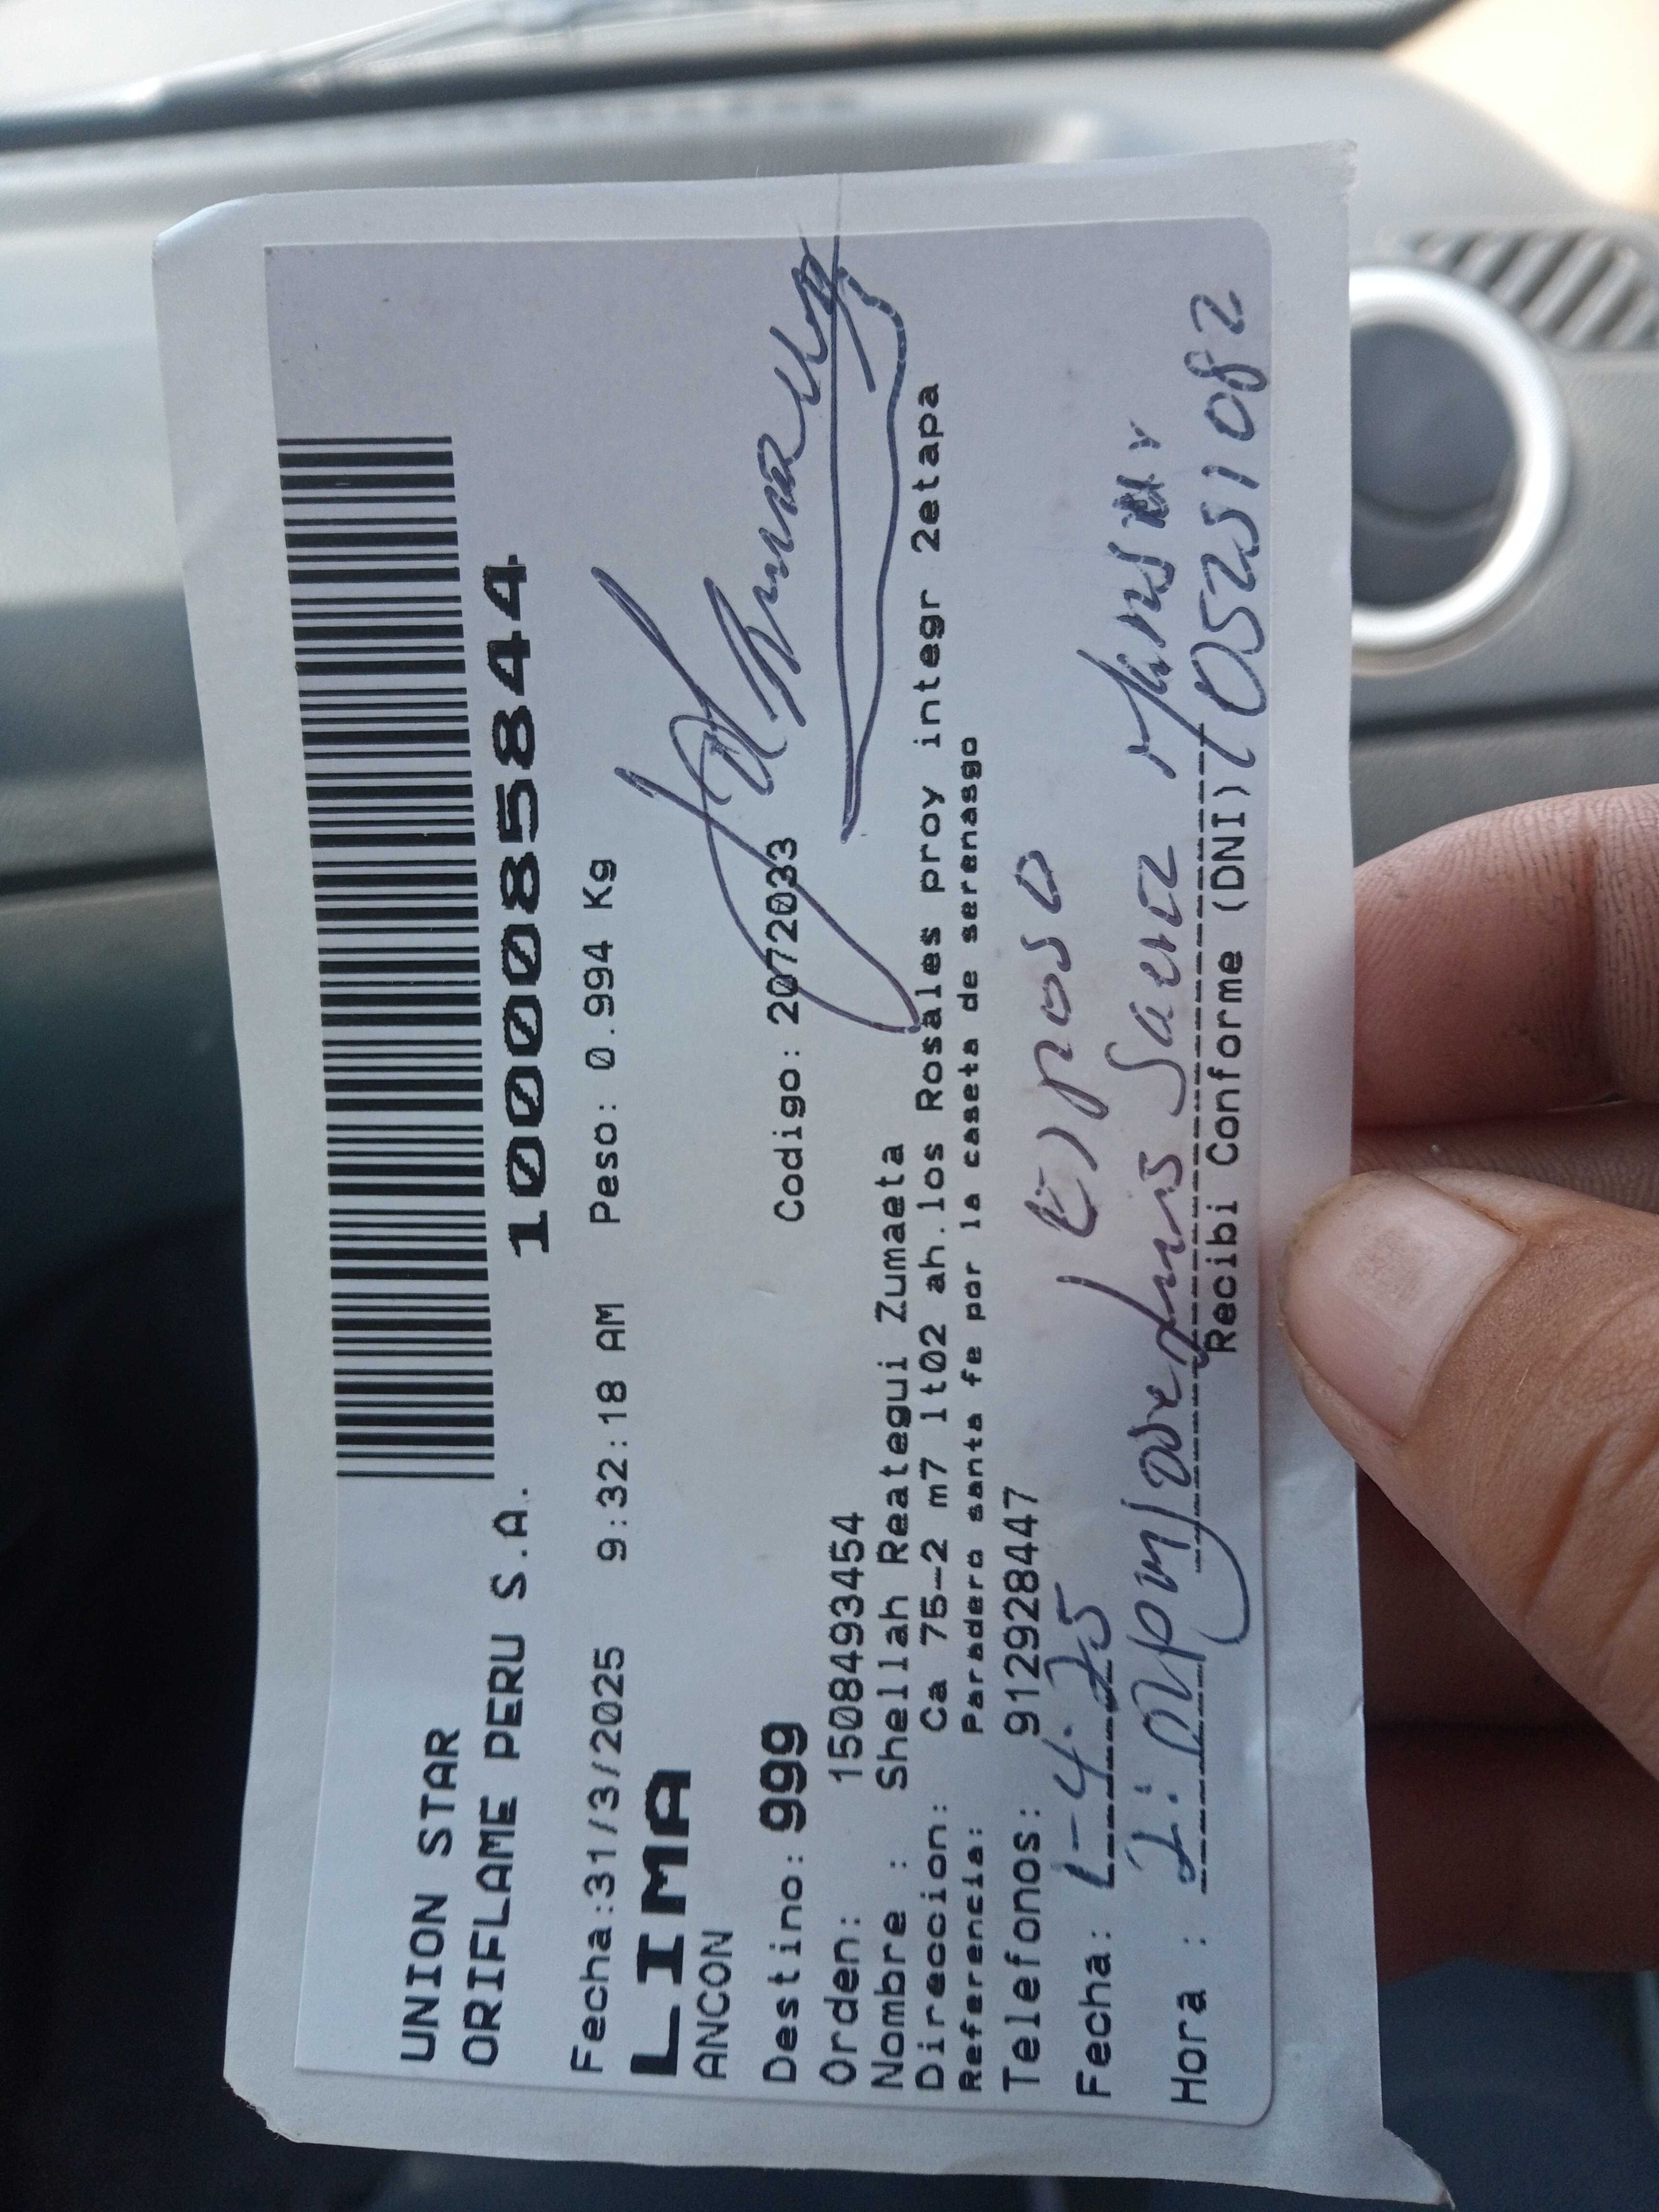 UNION STAR
ORIFLAME PERU S.A.
1000085844
Fecha:31/3/2025 9:32:18 AM Peso: 0.994 Kg
LIMA
ANCON
Destino: 999 Codigo: 2072033
Orden: 1508493454
Nombre : Shellah Reategui Zumaeta
Direccion: Ca 75-2 m7 lt02 ah.los Rosales proy integr 2etapa
Referencia: Paradero santa fe por la caseta de serenasgo
Telefonos: 912928447
Fecha: 1-4-25 Esposo
Hora : Jose Luis
Recibi Conforme (DNI)